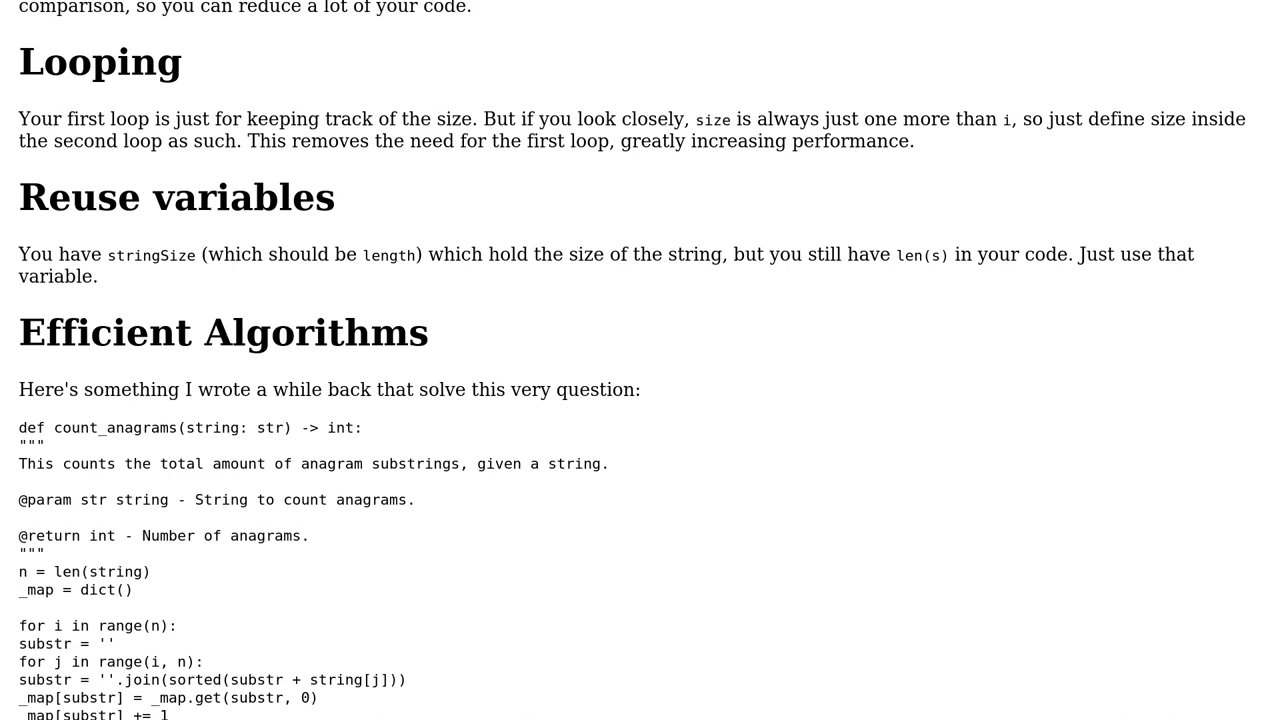 comparison, so you can reduce a lot of your code.
Looping
Your first loop is just for keeping track of the size. But if you look closely, size is always just one more than i, so just define size inside
the second loop as such. This removes the need for the first loop, greatly increasing performance.
Reuse variables
You have stringSize (which should be length) which hold the size of the string, but you still have len(s) in your code. Just use that
variable.
Efficient Algorithms
Here's something I wrote a while back that solve this very question:
def count_anagrams(string: str) -> int:
"""
This counts the total amount of anagram substrings, given a string.
@param str string - String to count anagrams.
@return int - Number of anagrams.
"""
n = len(string)
_map = dict()
for i in range(n):
substr = ''
for j in range(i, n):
substr = ''.join(sorted(substr + string[j]))
_map[substr] = _map.get(substr, 0)
_map[substr] += 1